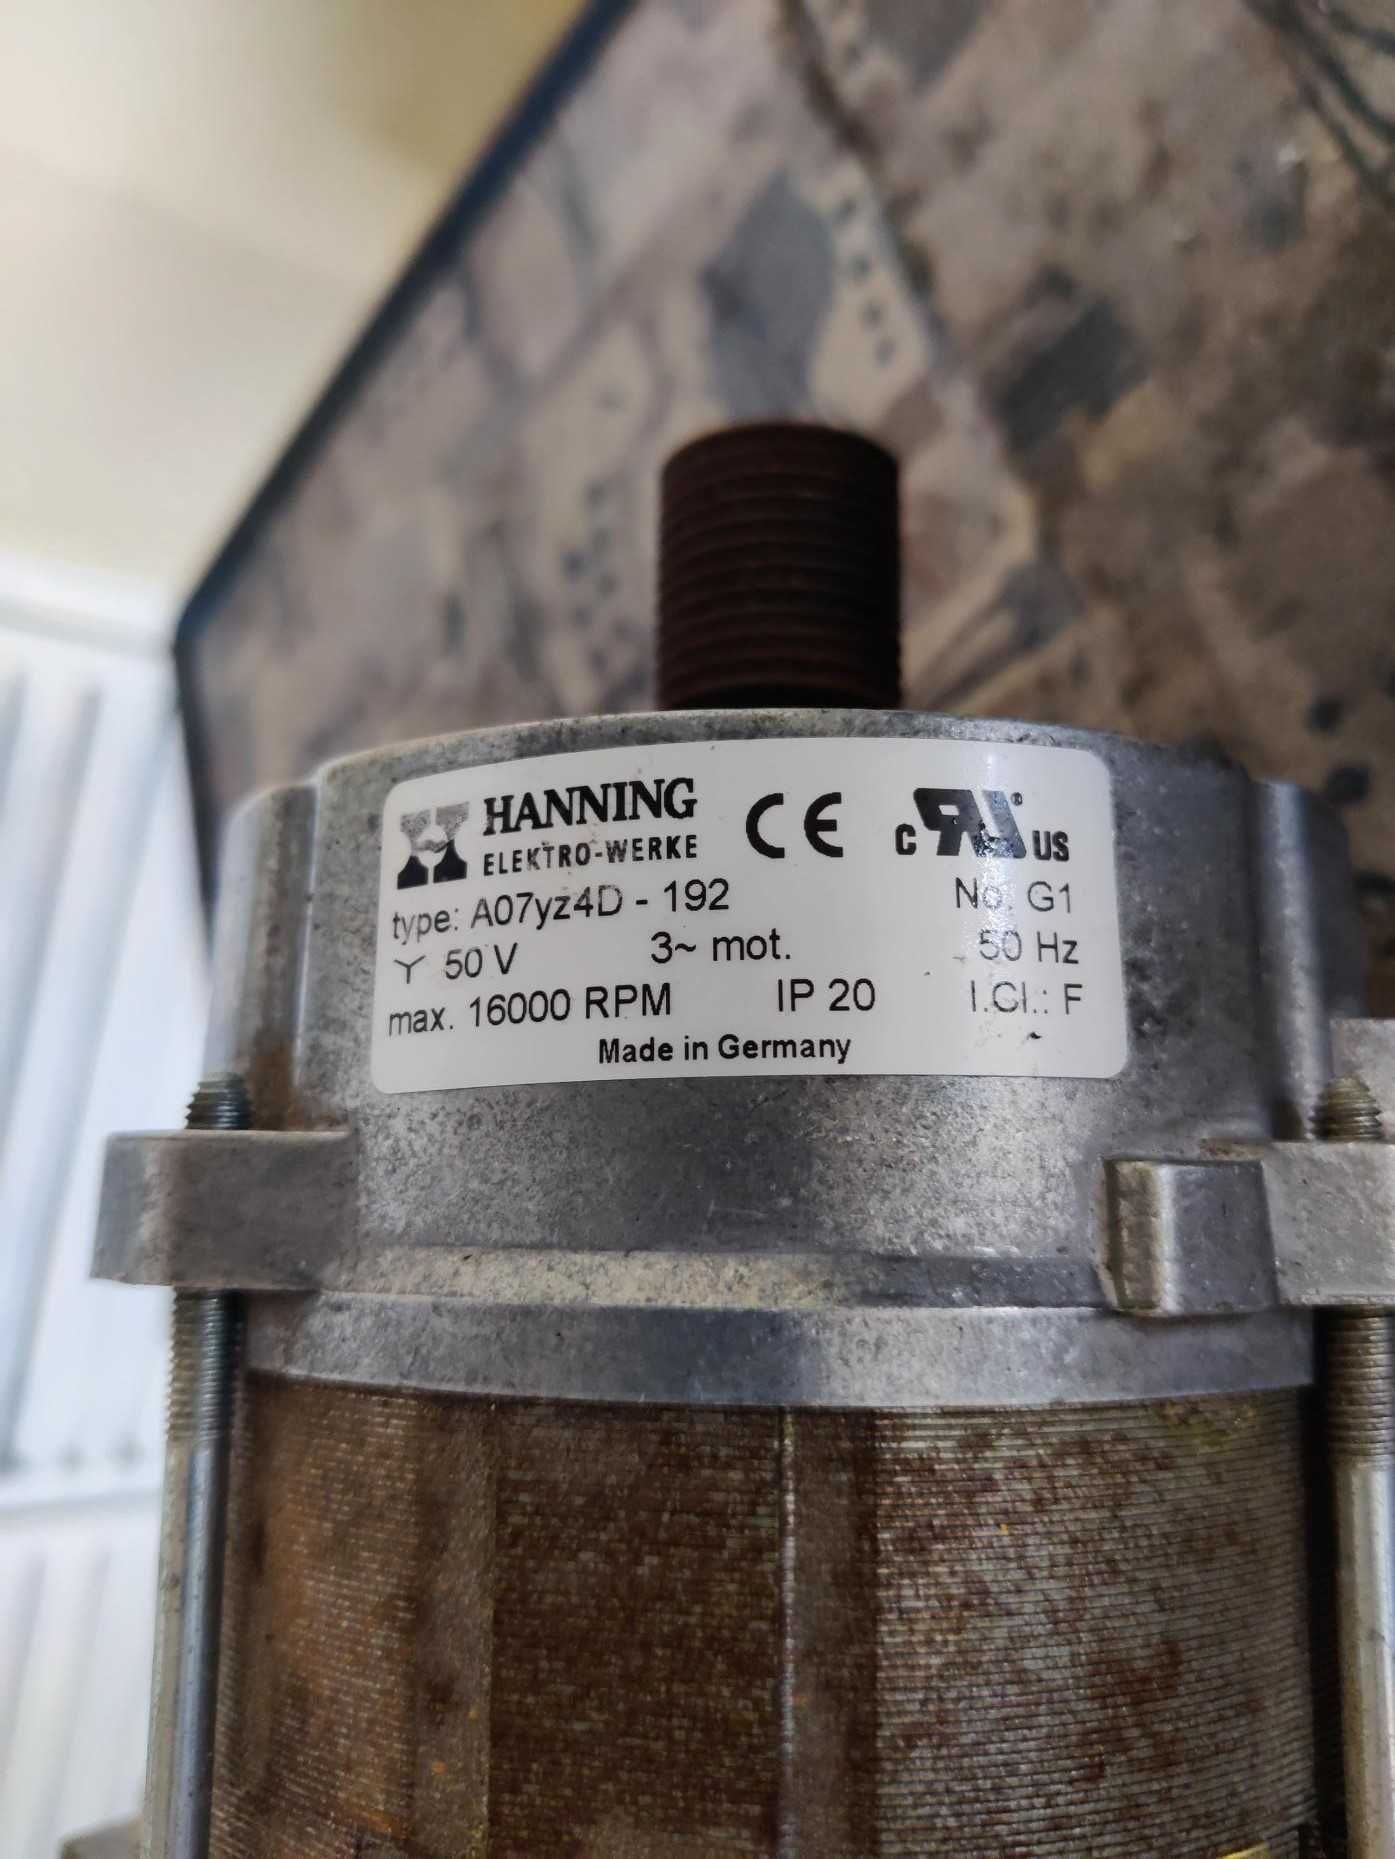 HANNING
ELEKTRO-WERKE
CE
c RU ® US
type: A07yz4D - 192 No. G1
Y 50 V 3~ mot. 50 Hz
max. 16000 RPM IP 20 I.Cl.: F
Made in Germany